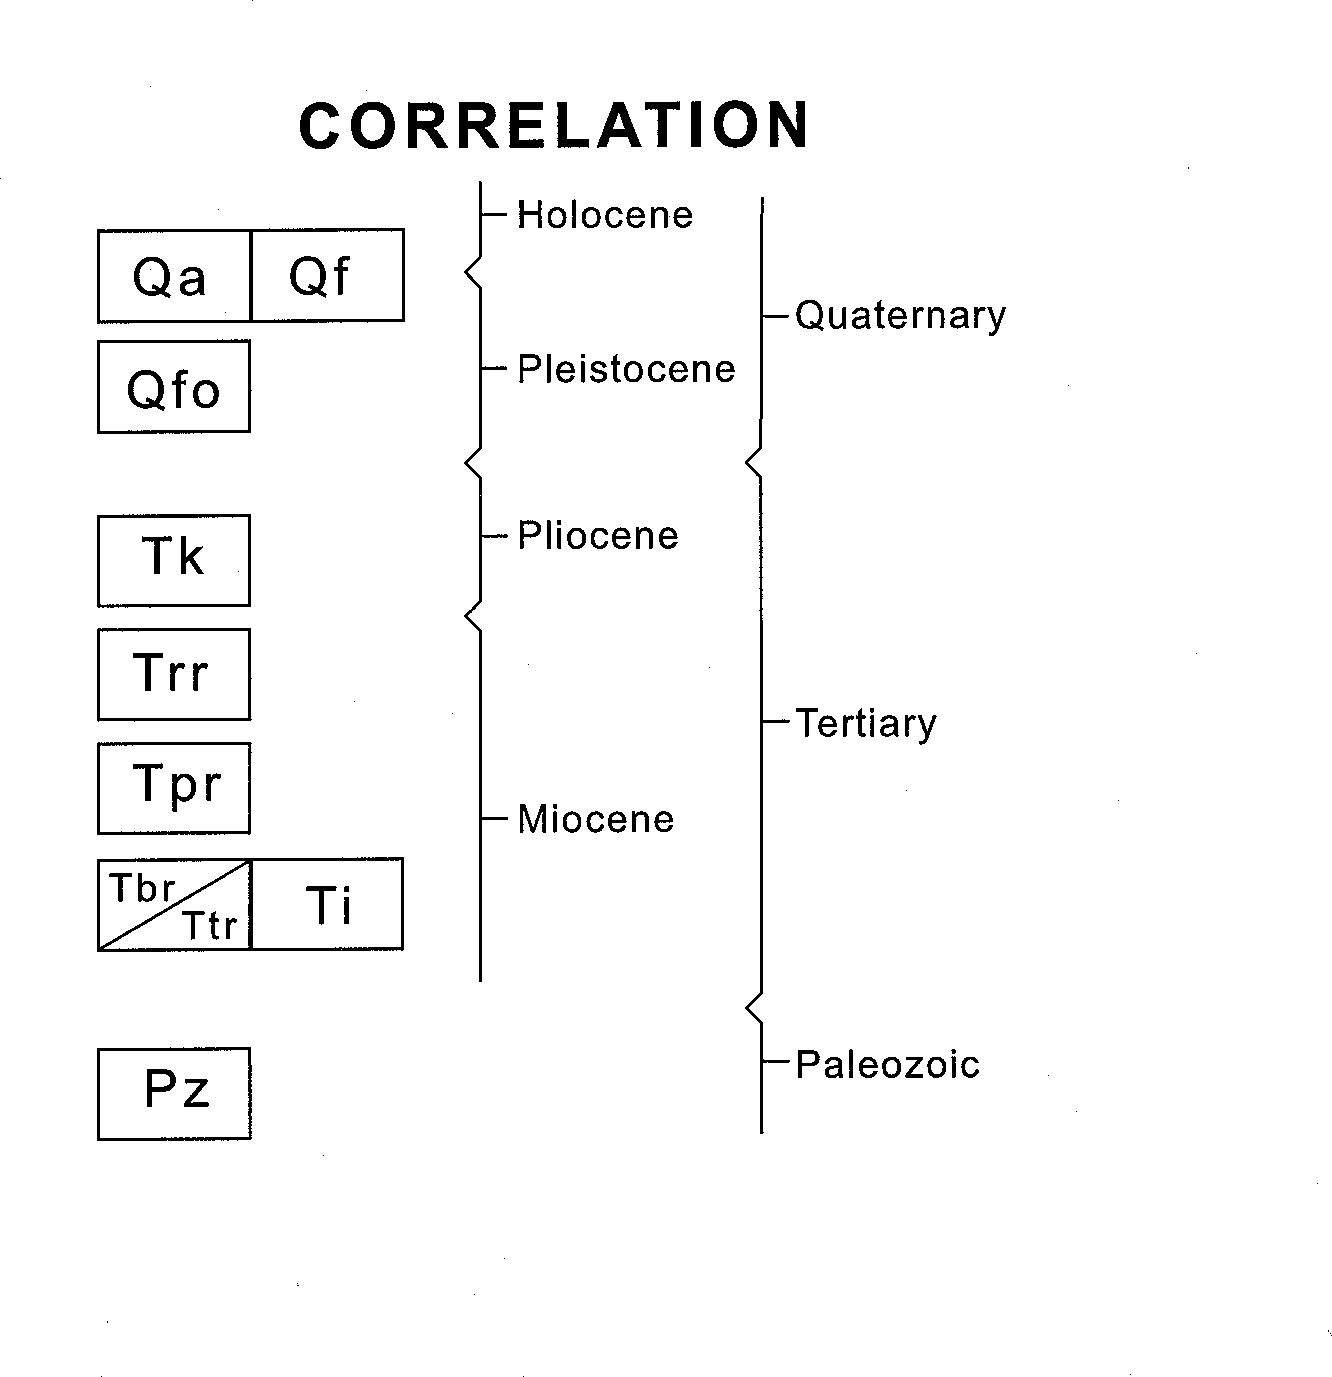 CORRELATION
Holocene
Qa Qf
Quaternary
Pleistocene
Qfo
Pliocene
Tk
Trr
Tertiary
Tpr
Miocene
Tbr
Ttr
Ti
Pz
Paleozoic